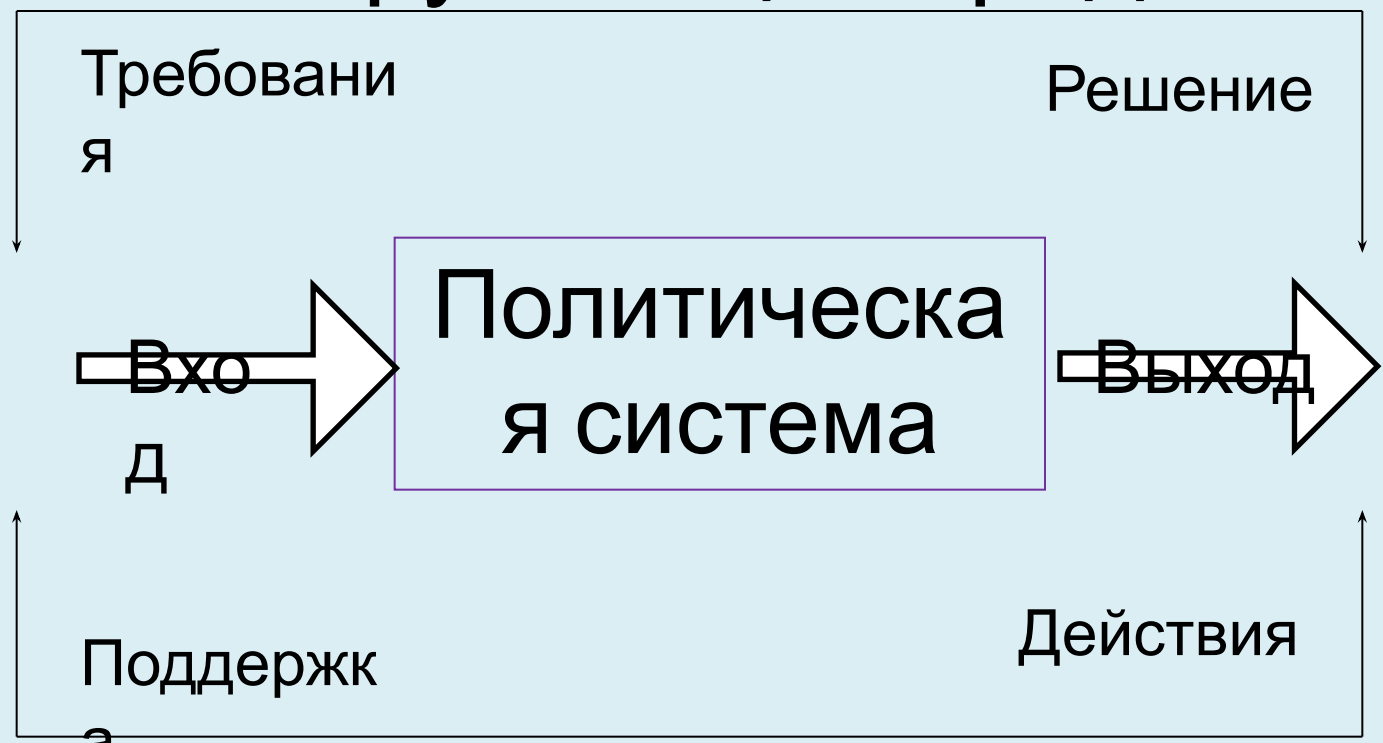 Требовани
я
Решение
Политическа
я система
Вхо
д
Выход
Действия
Поддержк
а